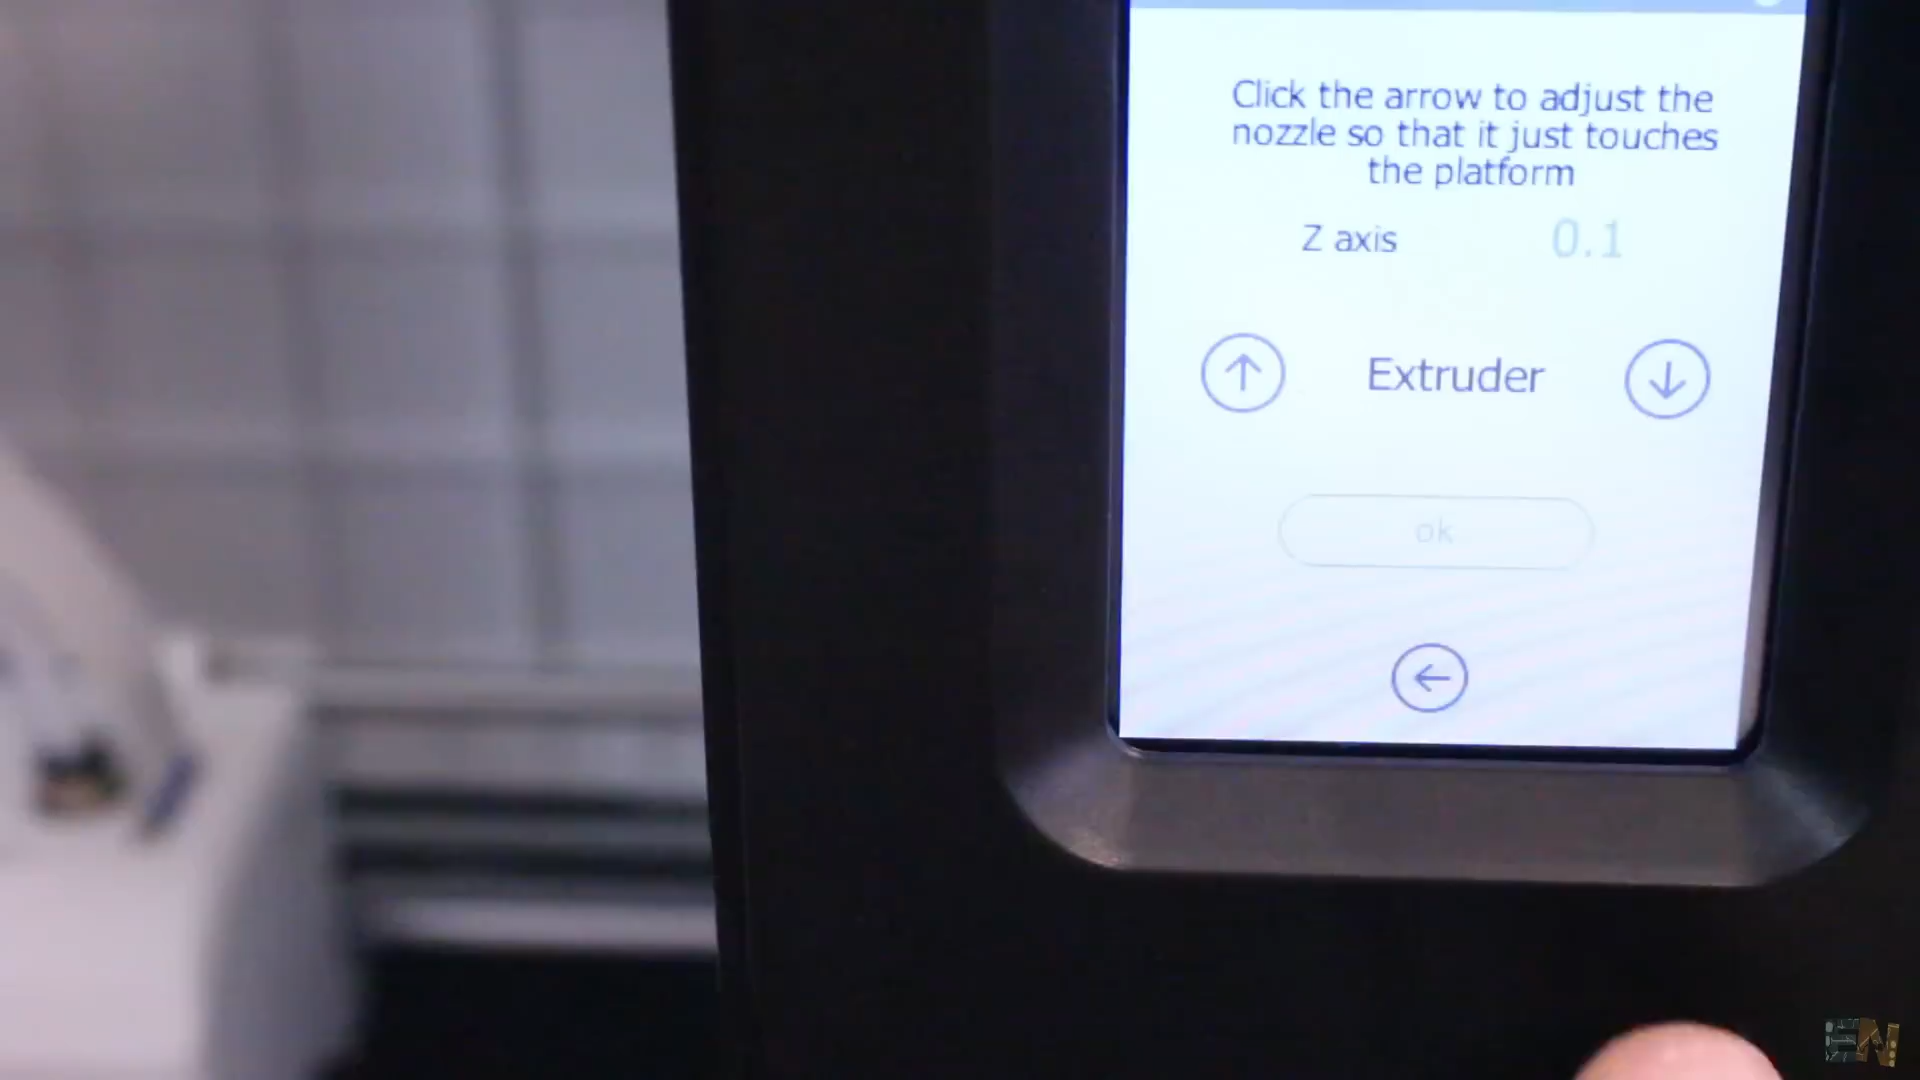 Click the arrow to adjust the
nozzle so that it just touches
the platform
Z axis 0.1
Extruder
ok
EN